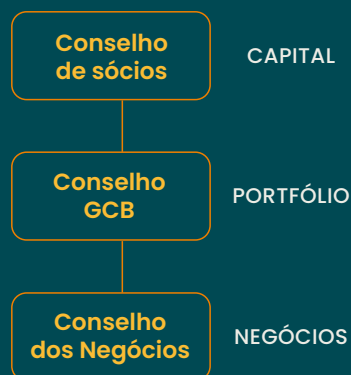 Conselho
de sócios
CAPITAL
Conselho
GCB
PORTFÓLIO
Conselho
dos Negócios
NEGÓCIOS